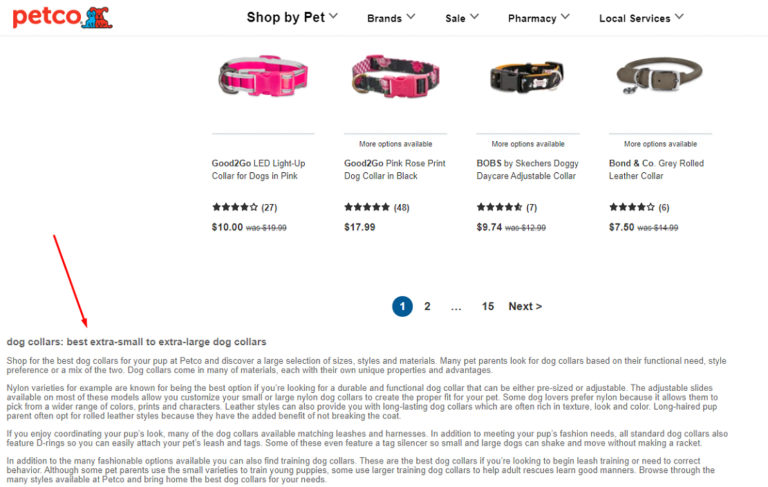 petco
Shop by Pet Brands Sale Pharmacy Local Services
More options available More options available More options available
Good2Go LED Light-Up Good2Go Pink Rose Print BOBS by Skechers Doggy Bond & Co. Grey Rolled
Collar for Dogs in Pink Dog Collar in Black Daycare Adjustable Collar Leather Collar
(27) (48) (7) (6)
$10.00 was $19.99 $17.99 $9.74 was $12.99 $7.50 was $14.99
1 2 ... 15 Next >
dog collars: best extra-small to extra-large dog collars
Shop for the best dog collars for your pup at Petco and discover a large selection of sizes, styles and materials. Many pet parents look for dog collars based on their functional need, style
preference or a mix of the two. Dog collars come in many of materials, each with their own unique properties and advantages.
Nylon varieties for example are known for being the best option if you're looking for a durable and functional dog collar that can be either pre-sized or adjustable. The adjustable slides
available on most of these models allow you customize your small or large nylon dog collars to create the proper fit for your pet. Some dog lovers prefer nylon because it allows them to
pick from a wider range of colors, prints and characters. Leather styles can also provide you with long-lasting dog collars which are often rich in texture, look and color. Long-haired pup
parent often opt for rolled leather styles because they have the added benefit of not breaking the coat.
If you enjoy coordinating your pup's look, many of the dog collars available matching leashes and harnesses. In addition to meeting your pup's fashion needs, all standard dog collars also
feature D-rings so you can easily attach your pet's leash and tags. Some of these even feature a tag silencer so small and large dogs can shake and move without making a racket.
In addition to the many fashionable options available you can also find training dog collars. These are the best dog collars if you're looking to begin leash training or need to correct
behavior. Although some pet parents use the small varieties to train young puppies, some use larger training dog collars to help adult rescues learn good manners. Browse through the
many styles available at Petco and bring home the best dog collars for your needs.